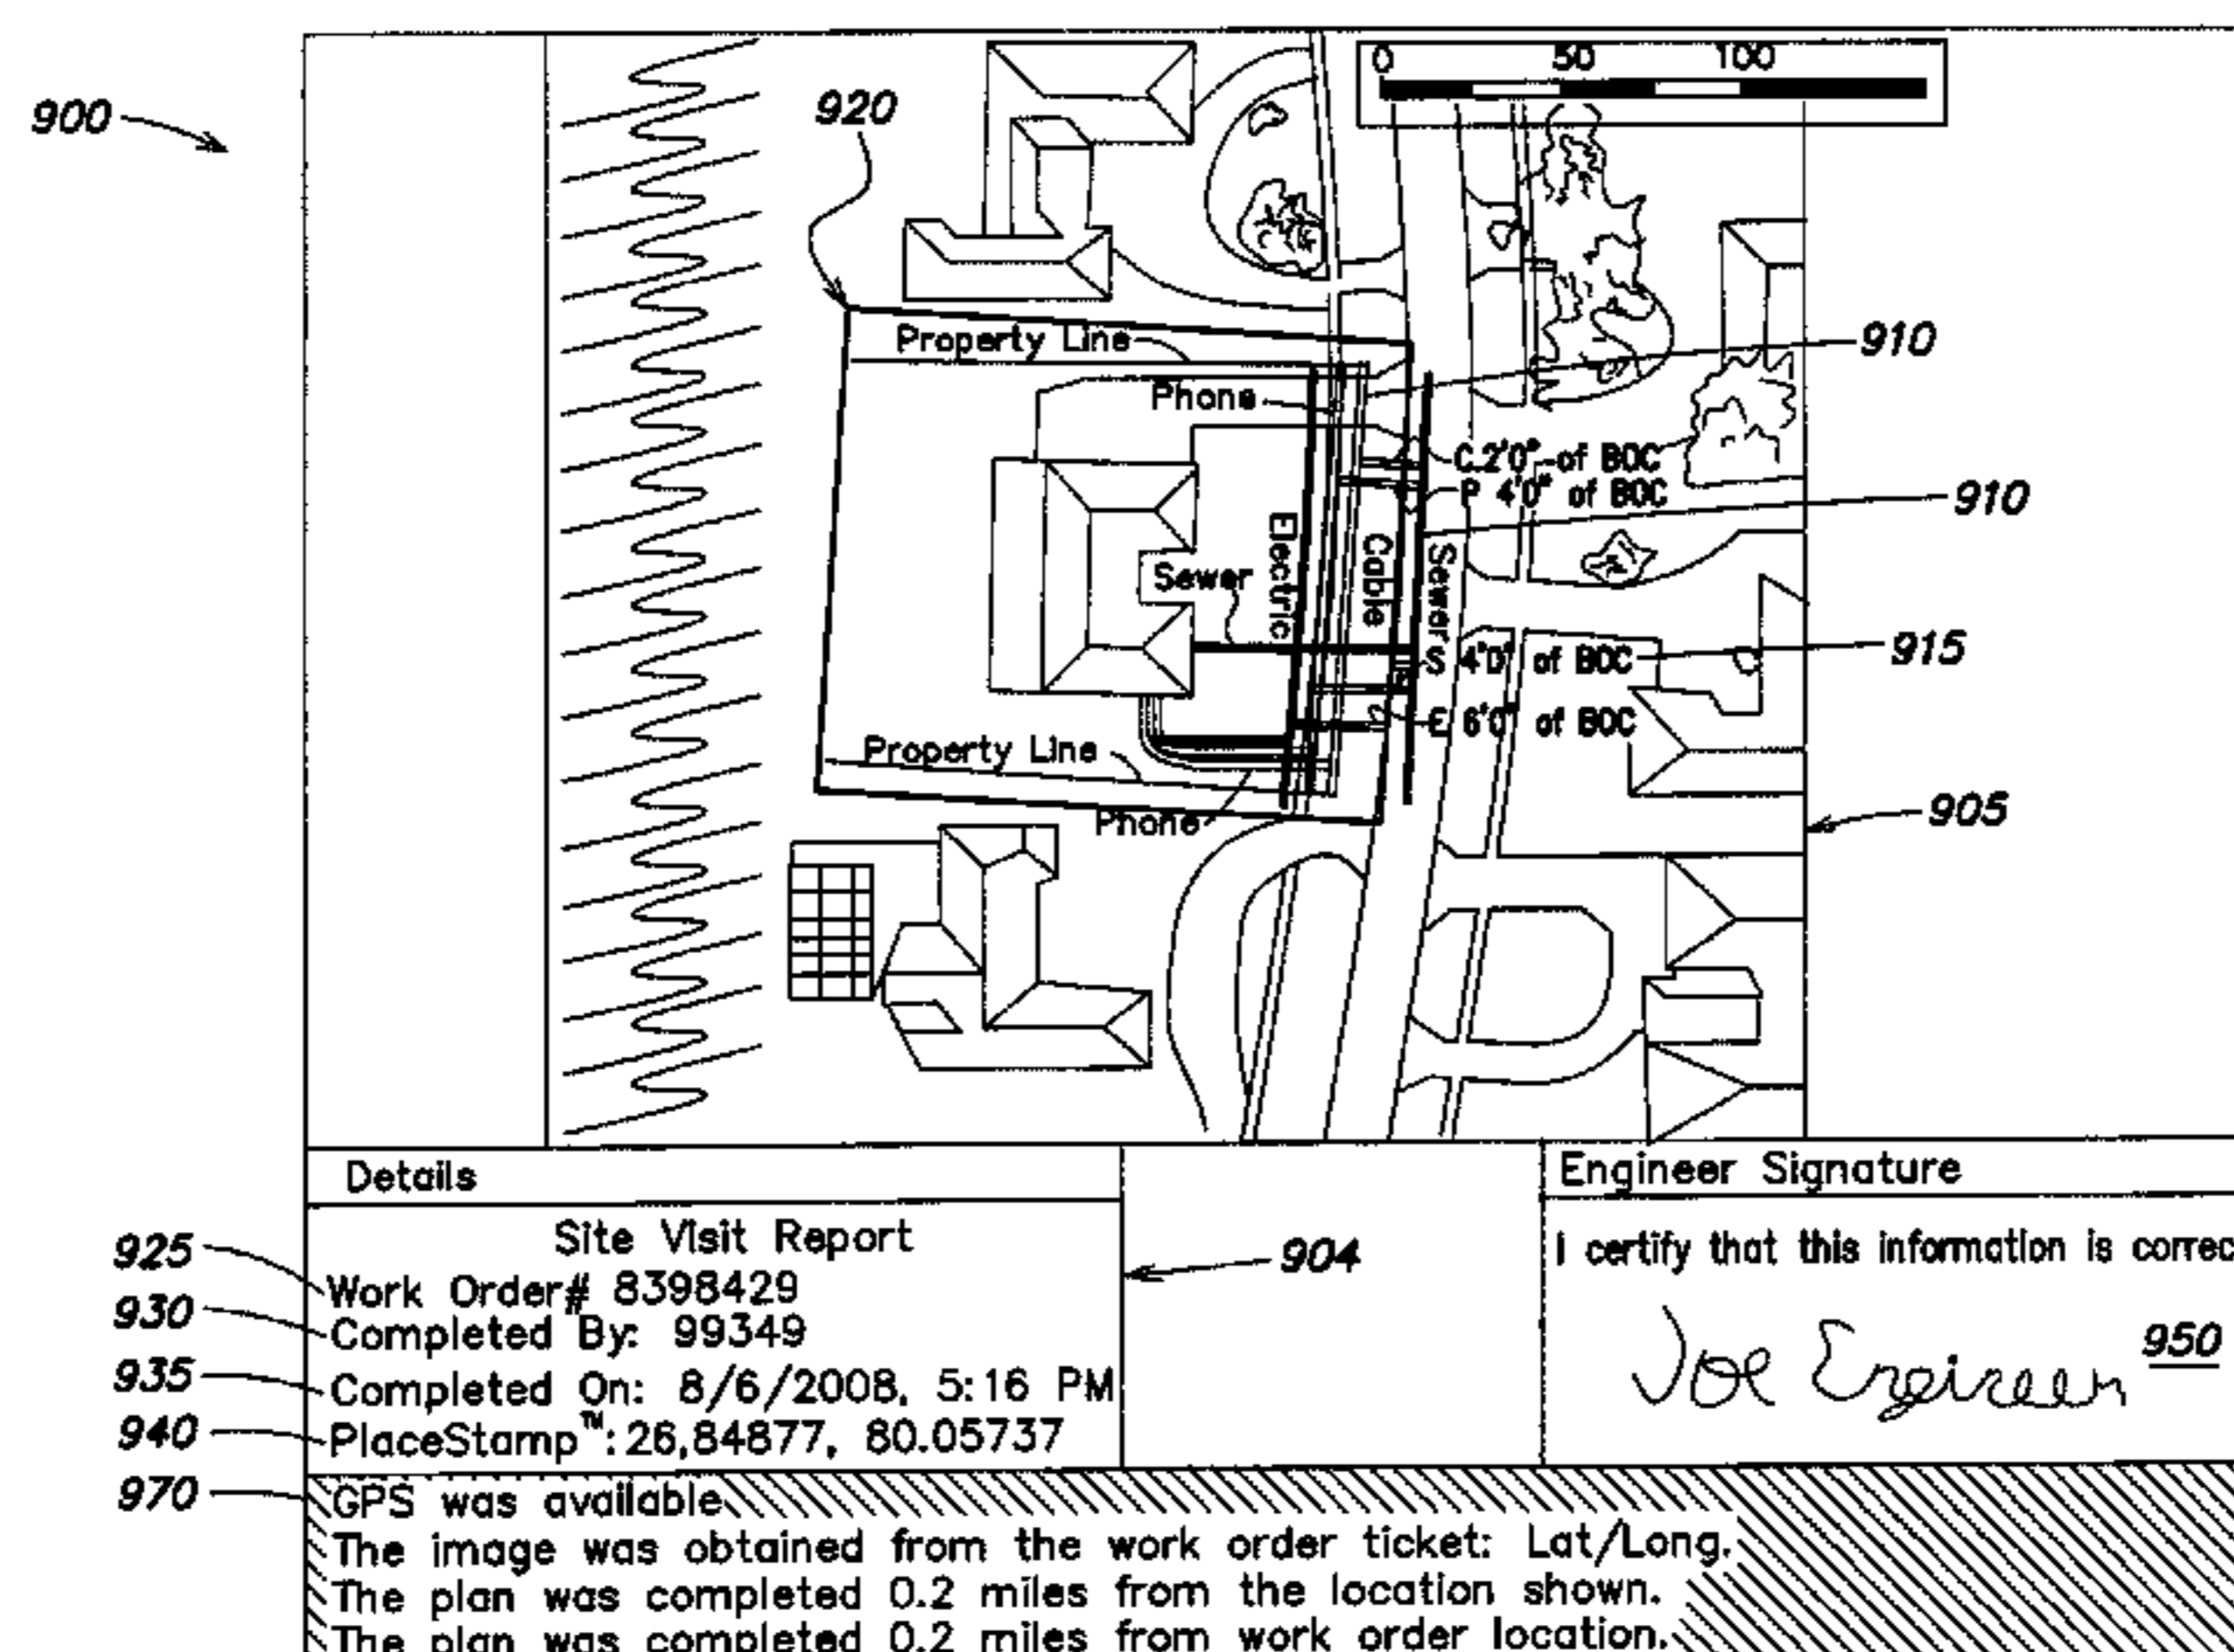 0 50 100
900
920
Property Line
910
Phone
C.2'0" of BOC
P 4'0" of BOC
910
Electric
Cable
Sewer
Sewer
S 4'0" of BOC
915
E 6'0" of BOC
Property Line
Phone
905
Details
Engineer Signature
Site Visit Report
904
I certify that this information is correc
925
Work Order# 8398429
930
Completed By: 99349
Joe Engineer
950
935
Completed On: 8/6/2008, 5:16 PM
940
PlaceStamp™: 26,84877, 80.05737
970
GPS was available
The image was obtained from the work order ticket: Lat/Long.
The plan was completed 0.2 miles from the location shown.
The plan was completed 0.2 miles from work order location.